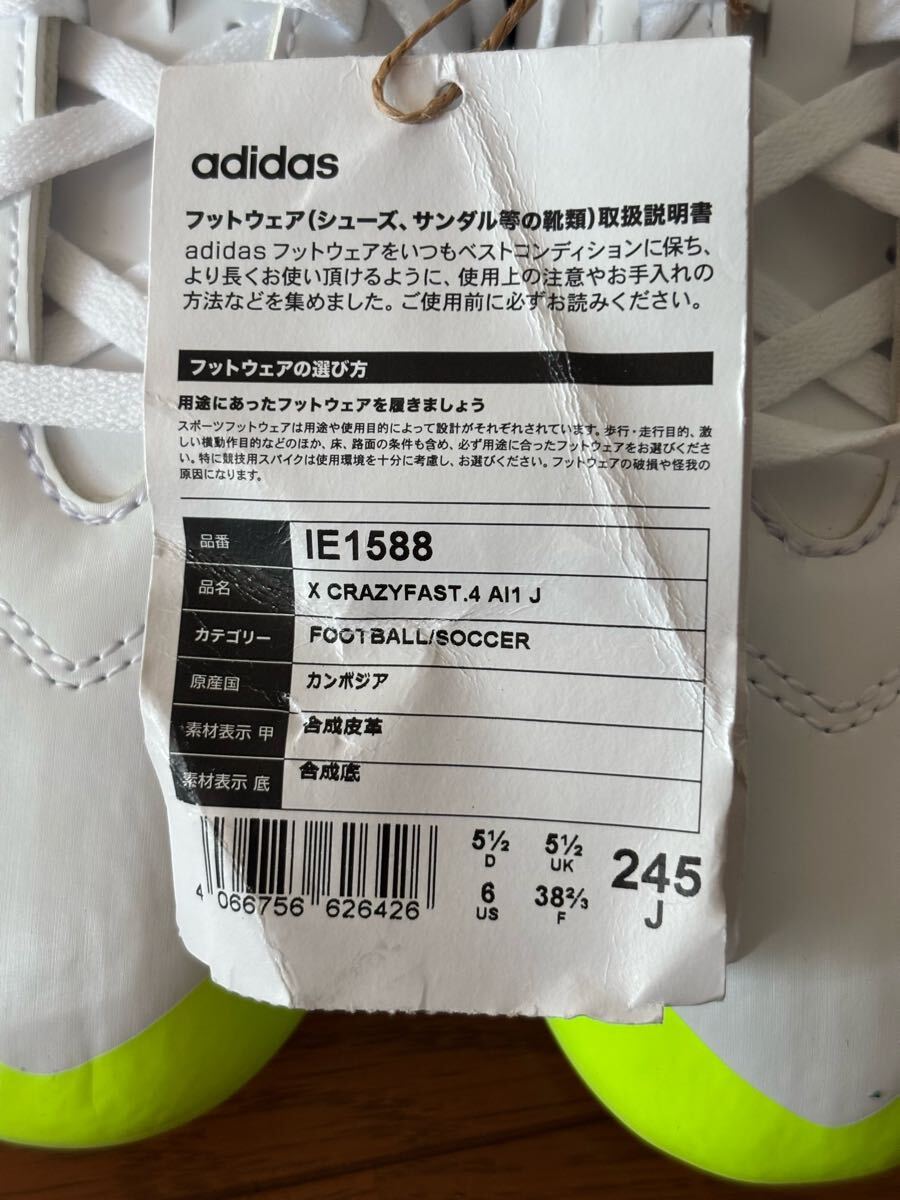 adidas
フットウェア(シューズ、サンダル等の靴類)取扱説明書
adidas フットウェアをいつもベストコンディションに保ち、
より長くお使い頂けるように、使用上の注意やお手入れの
方法などを集めました。ご使用前に必ずお読みください。
フットウェアの選び方
用途にあったフットウェアを履きましょう
スポーツフットウェアは用途や使用目的によって設計がそれぞれされています。歩行・走行目的、激
しい横動作目的などのほか、床、路面の条件も含め、必ず用途に合ったフットウェアをお選びくださ
い。特に競技用スパイクは使用環境を十分に考慮し、お選びください。フットウェアの破損や怪我の
原因になります。
品番 IE1588
品名 X CRAZYFAST.4 AI1 J
カテゴリー FOOTBALL/SOCCER
原産国 カンボジア
素材表示 甲 合成皮革
素材表示 底 合成底
4 066756 626426
5½ 5½
D UK
6 38⅔
US F
245
J